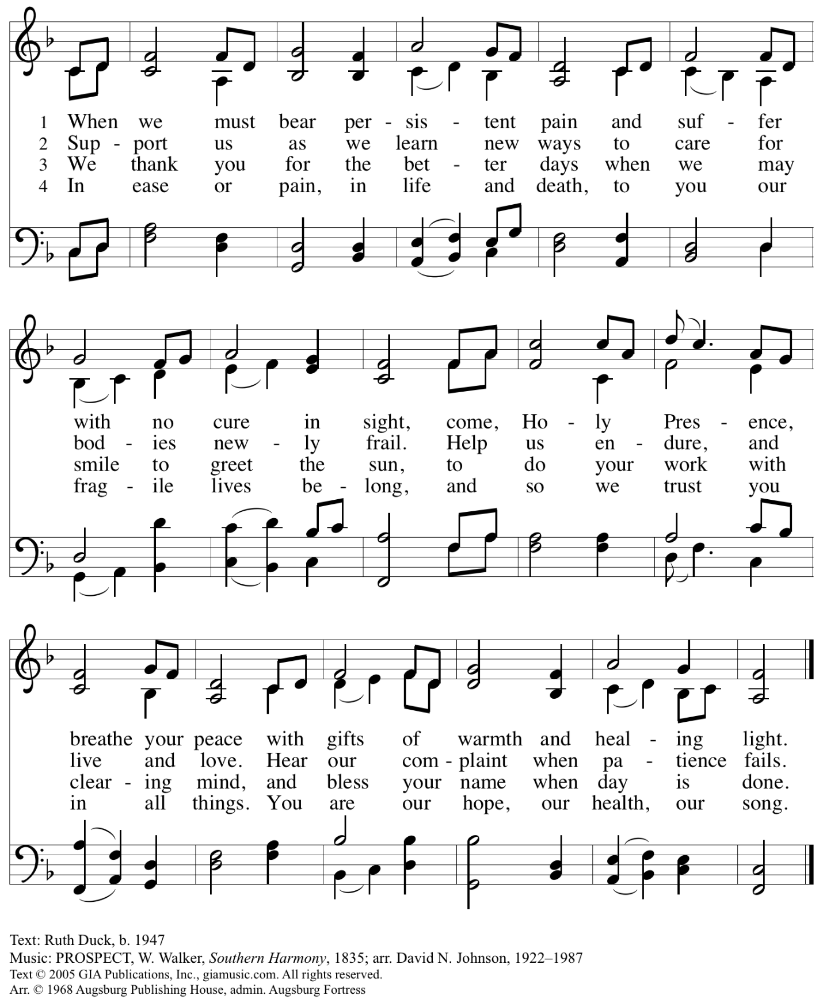 1 When we must bear per - sis - tent pain and suf - fer
2 Sup - port us as we learn new ways to care for
3 We thank you for the bet - ter days when we may
4 In ease or pain, in life and death, to you our
with no cure in sight, come, Ho - ly Pres - ence,
bod - ies new - ly frail. Help us en - dure, and
smile to greet the sun, to do your work with
frag - ile lives be - long, and so we trust you
breathe your peace with gifts of warmth and heal - ing light.
live and love. Hear our com - plaint when pa - tience fails.
clear - ing mind, and bless your name when day is done.
in all things. You are our hope, our health, our song.
Text: Ruth Duck, b. 1947
Music: PROSPECT, W. Walker, Southern Harmony, 1835; arr. David N. Johnson, 1922–1987
Text © 2005 GIA Publications, Inc., giamusic.com. All rights reserved.
Arr. © 1968 Augsburg Publishing House, admin. Augsburg Fortress